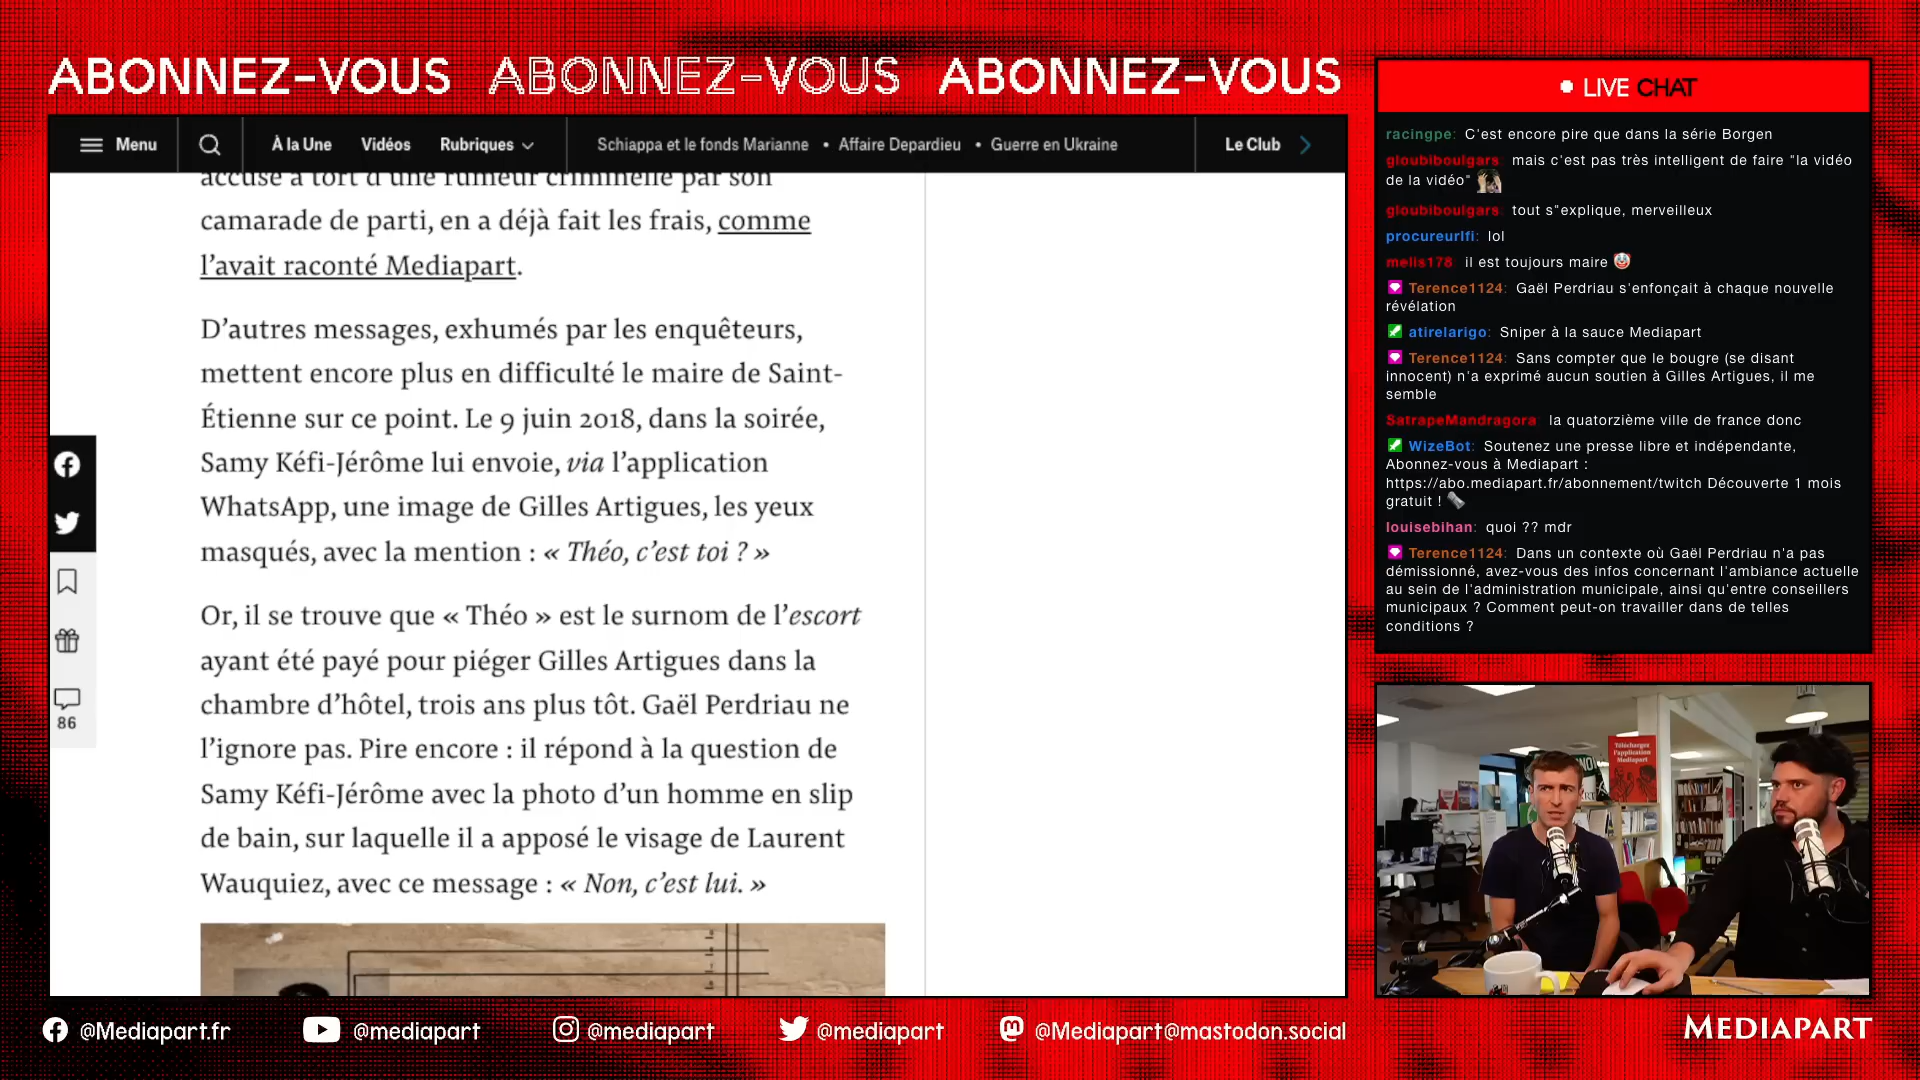 ABONNEZ-VOUS ABONNEZ-VOUS ABONNEZ-VOUS
Menu
À la Une
Vidéos
Rubriques
Schiappa et le fonds Marianne • Affaire Depardieu • Guerre en Ukraine
Le Club
accusé à tort d'une rumeur criminelle par son
camarade de parti, en a déjà fait les frais, comme
l'avait raconté Mediapart.
D'autres messages, exhumés par les enquêteurs,
mettent encore plus en difficulté le maire de Saint-
Étienne sur ce point. Le 9 juin 2018, dans la soirée,
Samy Kéfi-Jérôme lui envoie, via l'application
WhatsApp, une image de Gilles Artigues, les yeux
masqués, avec la mention : « Théo, c'est toi ? »
Or, il se trouve que « Théo » est le surnom de l'escort
ayant été payé pour piéger Gilles Artigues dans la
chambre d'hôtel, trois ans plus tôt. Gaël Perdriau ne
l'ignore pas. Pire encore : il répond à la question de
Samy Kéfi-Jérôme avec la photo d'un homme en slip
de bain, sur laquelle il a apposé le visage de Laurent
Wauquiez, avec ce message : « Non, c'est lui. »
86
LIVE CHAT
racingpe: C'est encore pire que dans la série Borgen
gloubiboulgars: mais c'est pas très intelligent de faire "la vidéo
de la vidéo"
gloubiboulgars: tout s"explique, merveilleux
procureurlfi: lol
melis178: il est toujours maire 🤡
Terence1124: Gaël Perdriau s'enfonçait à chaque nouvelle
révélation
atirelarigo: Sniper à la sauce Mediapart
Terence1124: Sans compter que le bougre (se disant
innocent) n'a exprimé aucun soutien à Gilles Artigues, il me
semble
SatrapeMandragora: la quatorzième ville de france donc
WizeBot: Soutenez une presse libre et indépendante,
Abonnez-vous à Mediapart :
https://abo.mediapart.fr/abonnement/twitch Découverte 1 mois
gratuit !
louisebihan: quoi ?? mdr
Terence1124: Dans un contexte où Gaël Perdriau n'a pas
démissionné, avez-vous des infos concernant l'ambiance actuelle
au sein de l'administration municipale, ainsi qu'entre conseillers
municipaux ? Comment peut-on travailler dans de telles
conditions ?
Téléchargez
l'application
Mediapart
@Mediapart.fr
@mediapart
@mediapart
@mediapart
@Mediapart@mastodon.social
MEDIAPART